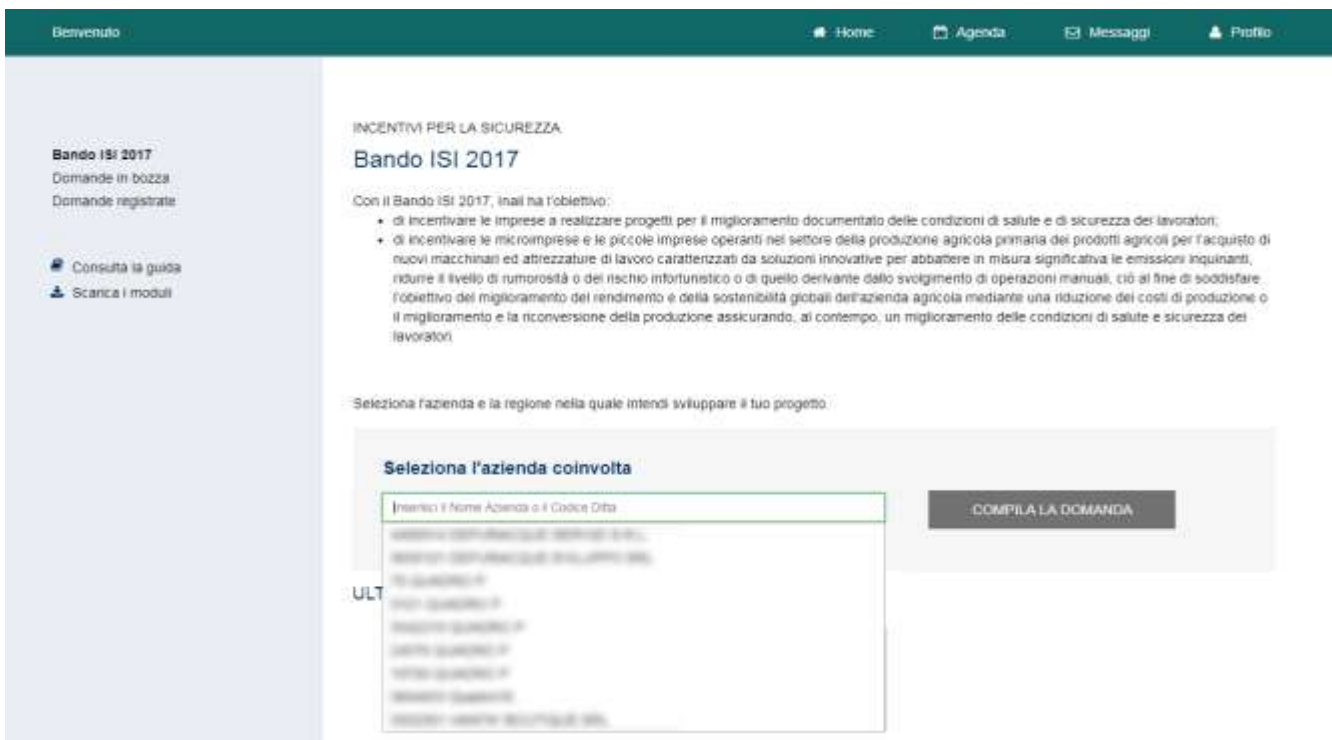 Benvenuto
Home
Agenda
Messaggi
Profilo
Bando ISI 2017
Domande in bozza
Domande registrate
Consulta la guida
Scarica i moduli
INCENTIVI PER LA SICUREZZA
Bando ISI 2017
Con il Bando ISI 2017, Inail ha l'obiettivo:
• di incentivare le imprese a realizzare progetti per il miglioramento documentato delle condizioni di salute e di sicurezza dei lavoratori;
• di incentivare le microimprese e le piccole imprese operanti nel settore della produzione agricola primaria dei prodotti agricoli per l'acquisto di
nuovi macchinari ed attrezzature di lavoro caratterizzati da soluzioni innovative per abbattere in misura significativa le emissioni inquinanti,
ridurre il livello di rumorosità o del rischio infortunistico o di quello derivante dallo svolgimento di operazioni manuali, ciò al fine di soddisfare
l'obiettivo del miglioramento del rendimento e della sostenibilità globali dell'azienda agricola mediante una riduzione dei costi di produzione o
il miglioramento e la riconversione della produzione assicurando, al contempo, un miglioramento delle condizioni di salute e sicurezza dei
lavoratori.
Seleziona l'azienda e la regione nella quale intendi sviluppare il tuo progetto.
Seleziona l'azienda coinvolta
Inserisci il Nome Azienda o il Codice Ditta
COMPILA LA DOMANDA
ULT